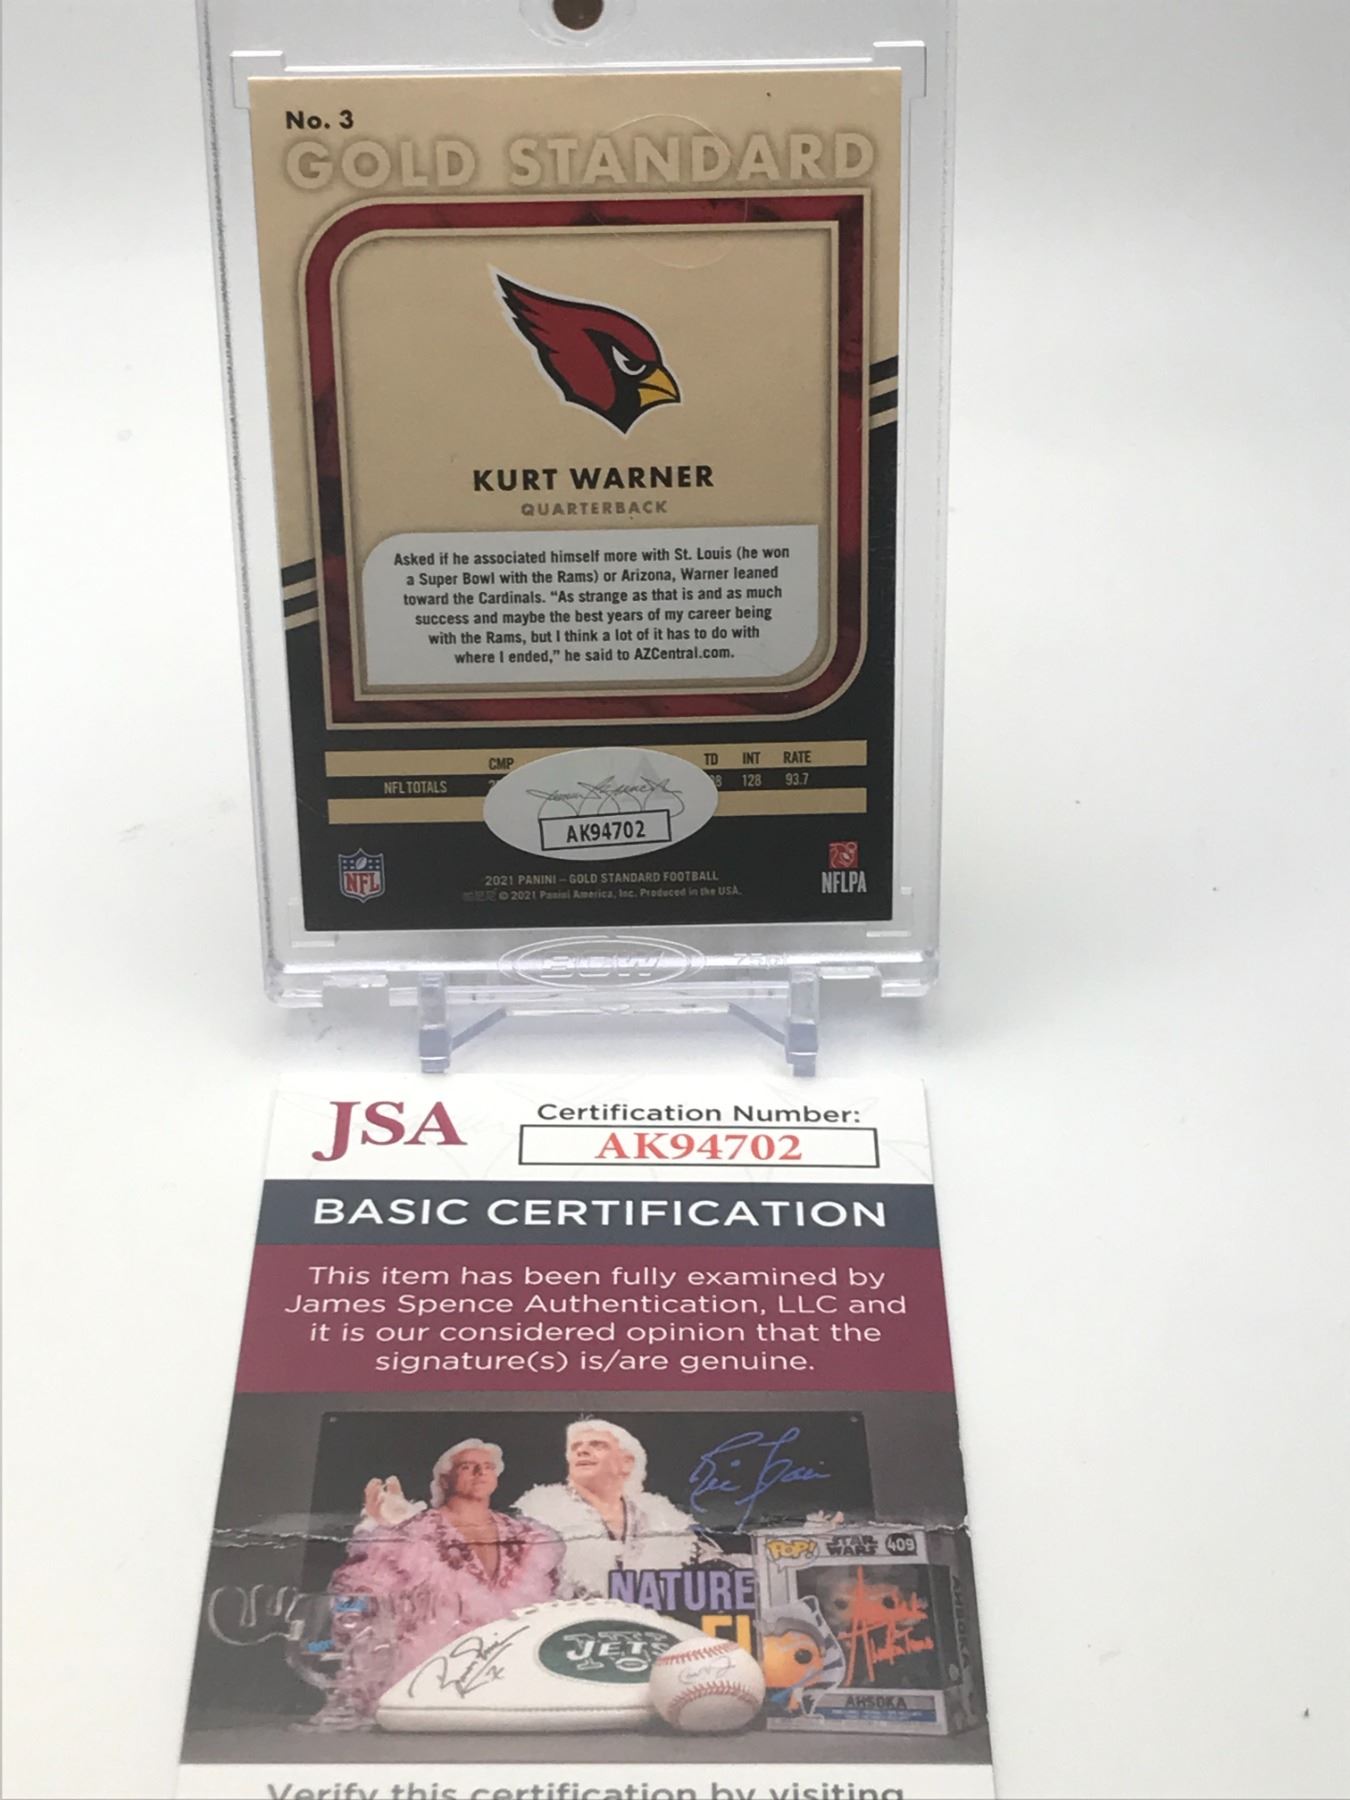 No. 3
GOLD STANDARD
KURT WARNER
QUARTERBACK
Asked if he associated himself more with St. Louis (he won
a Super Bowl with the Rams) or Arizona, Warner leaned
toward the Cardinals. “As strange as that is and as much
success and maybe the best years of my career being
with the Rams, but I think a lot of it has to do with
where I ended,” he said to AZCentral.com.
CMP TD INT RATE
NFL TOTALS 8 128 93.7
AK94702
NFL
NFLPA
2021 PANINI – GOLD STANDARD FOOTBALL
© 2021 Panini America, Inc. Produced in the USA.
JSA
Certification Number:
AK94702
BASIC CERTIFICATION
This item has been fully examined by
James Spence Authentication, LLC and
it is our considered opinion that the
signature(s) is/are genuine.
POP! STAR WARS 409
NATURE
JETS
AHSOKA
Verify this certification by visiting